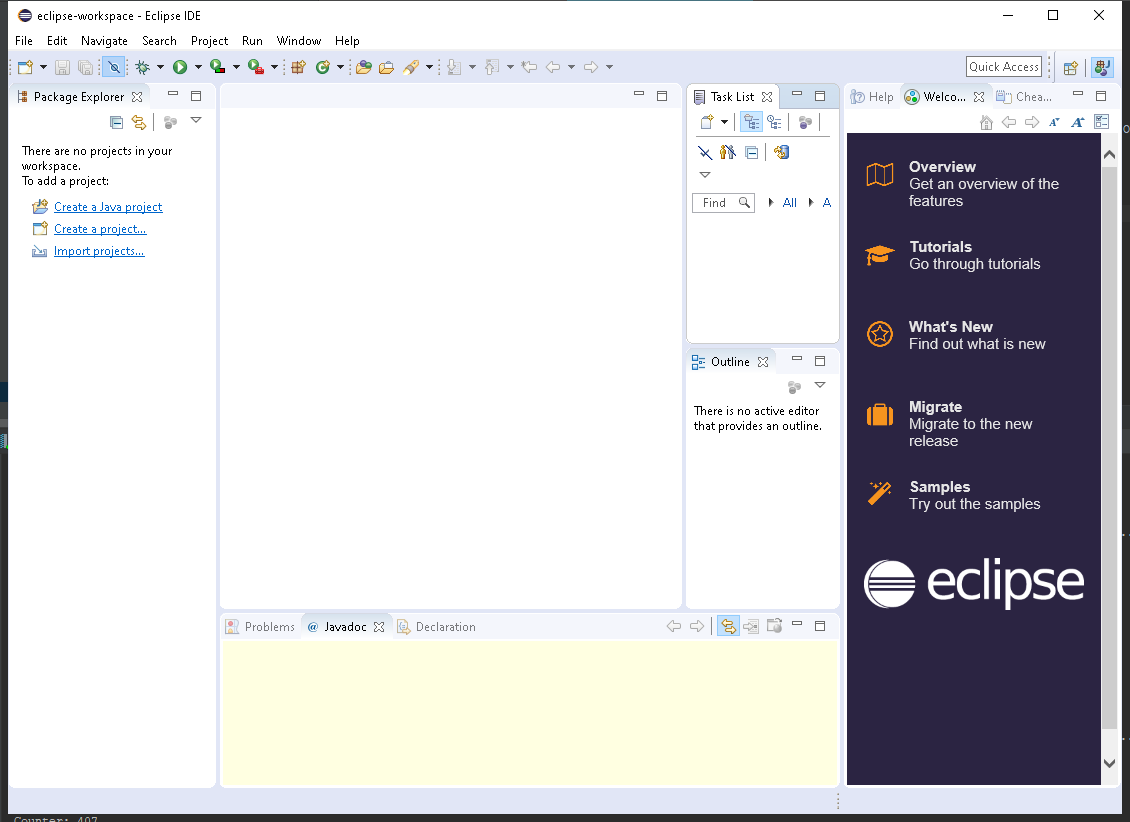 eclipse-workspace - Eclipse IDE
File Edit Navigate Search Project Run Window Help
Quick Access
Package Explorer
There are no projects in your
workspace.
To add a project:
Create a Java project
Create a project...
Import projects...
Task List
Find
All
A
Outline
There is no active editor
that provides an outline.
Help Welco... Chea...
Overview
Get an overview of the
features
Tutorials
Go through tutorials
What's New
Find out what is new
Migrate
Migrate to the new
release
Samples
Try out the samples
eclipse
Problems @ Javadoc Declaration
Counter: 407